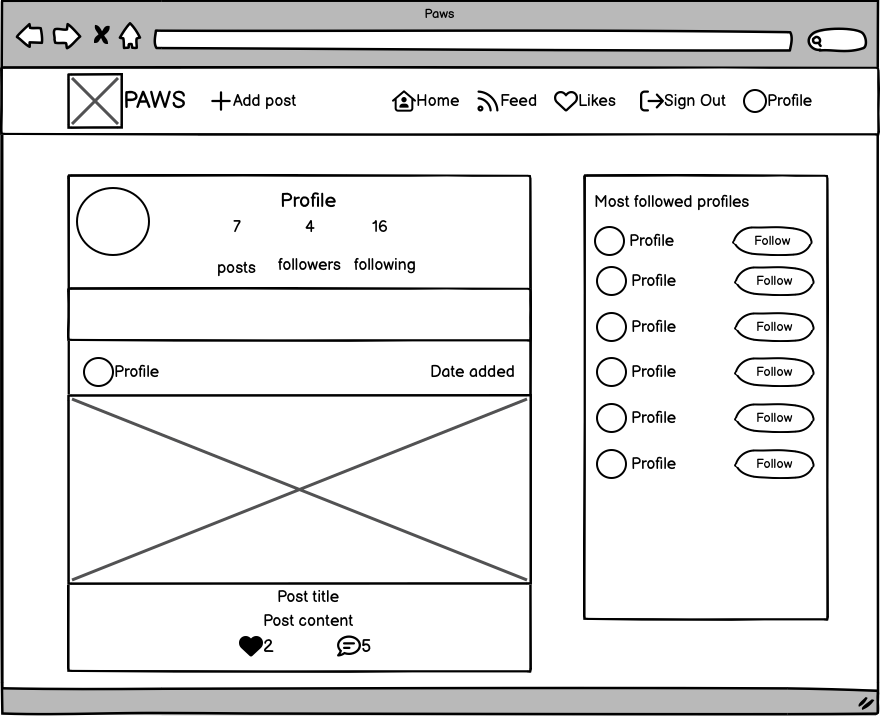 Paws
PAWS
Add post
Home
Feed
Likes
Sign Out
Profile
Profile
7 4 16
posts followers following
Profile Date added
Post title
Post content
2 5
Most followed profiles
Profile Follow
Profile Follow
Profile Follow
Profile Follow
Profile Follow
Profile Follow